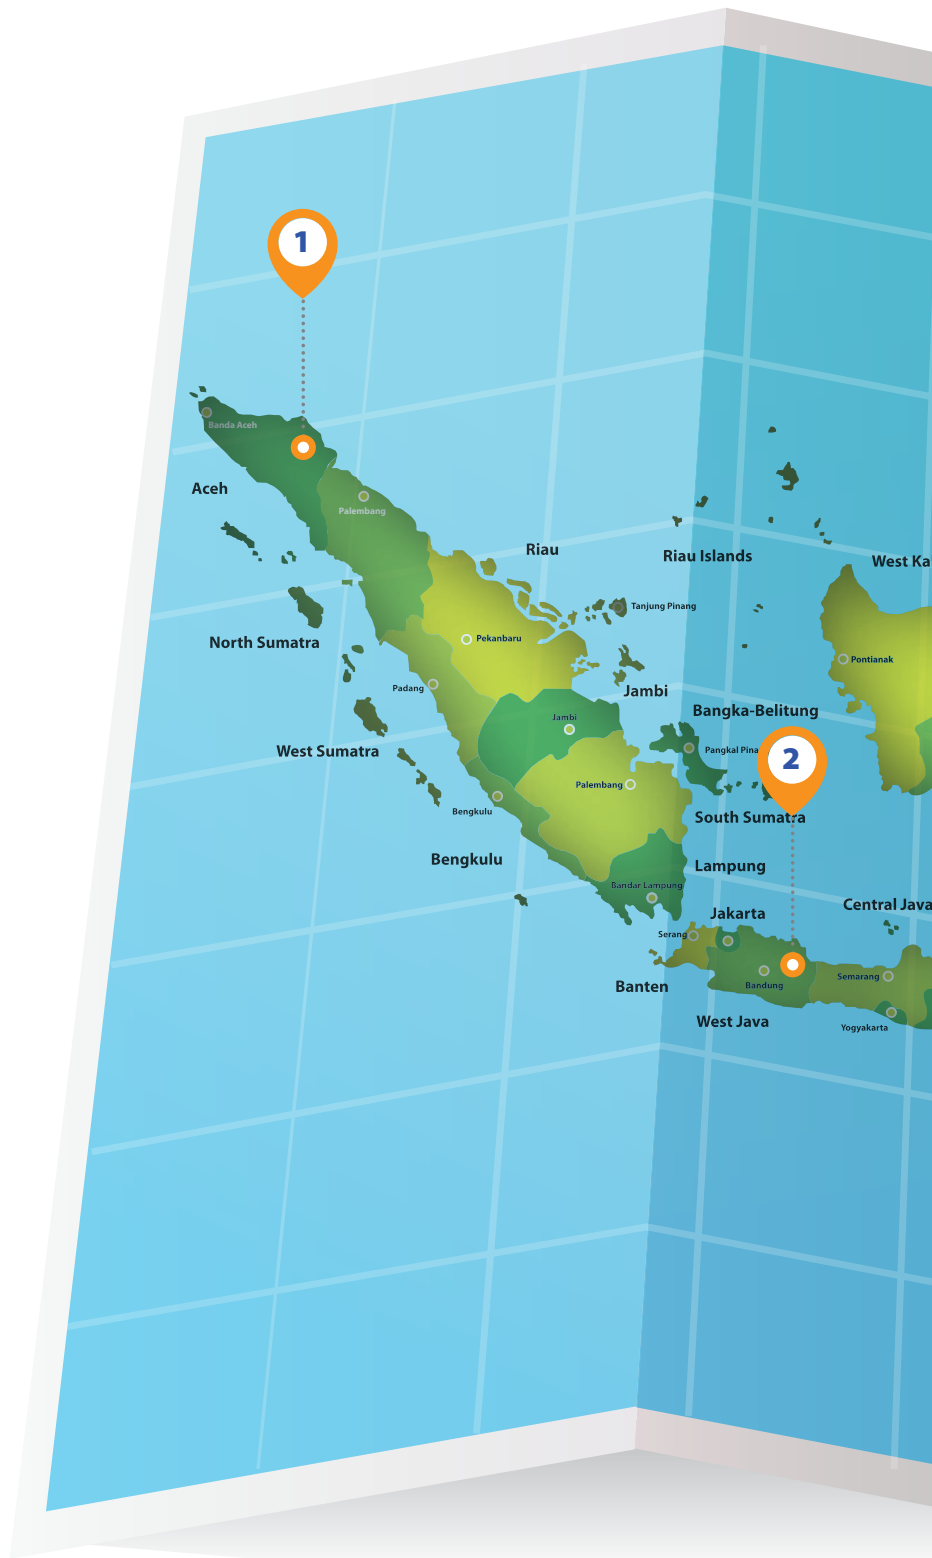 1
Banda Aceh
Aceh
Palembang
Riau
Riau Islands
West Ka
Tanjung Pinang
North Sumatra
Pekanbaru
Pontianak
Padang
Jambi
Bangka-Belitung
Jambi
West Sumatra
Pangkal Pina
2
Palembang
Bengkulu
South Sumatra
Bengkulu
Lampung
Bandar Lampung
Central Java
Jakarta
Serang
Semarang
Banten
Bandung
West Java
Yogyakarta